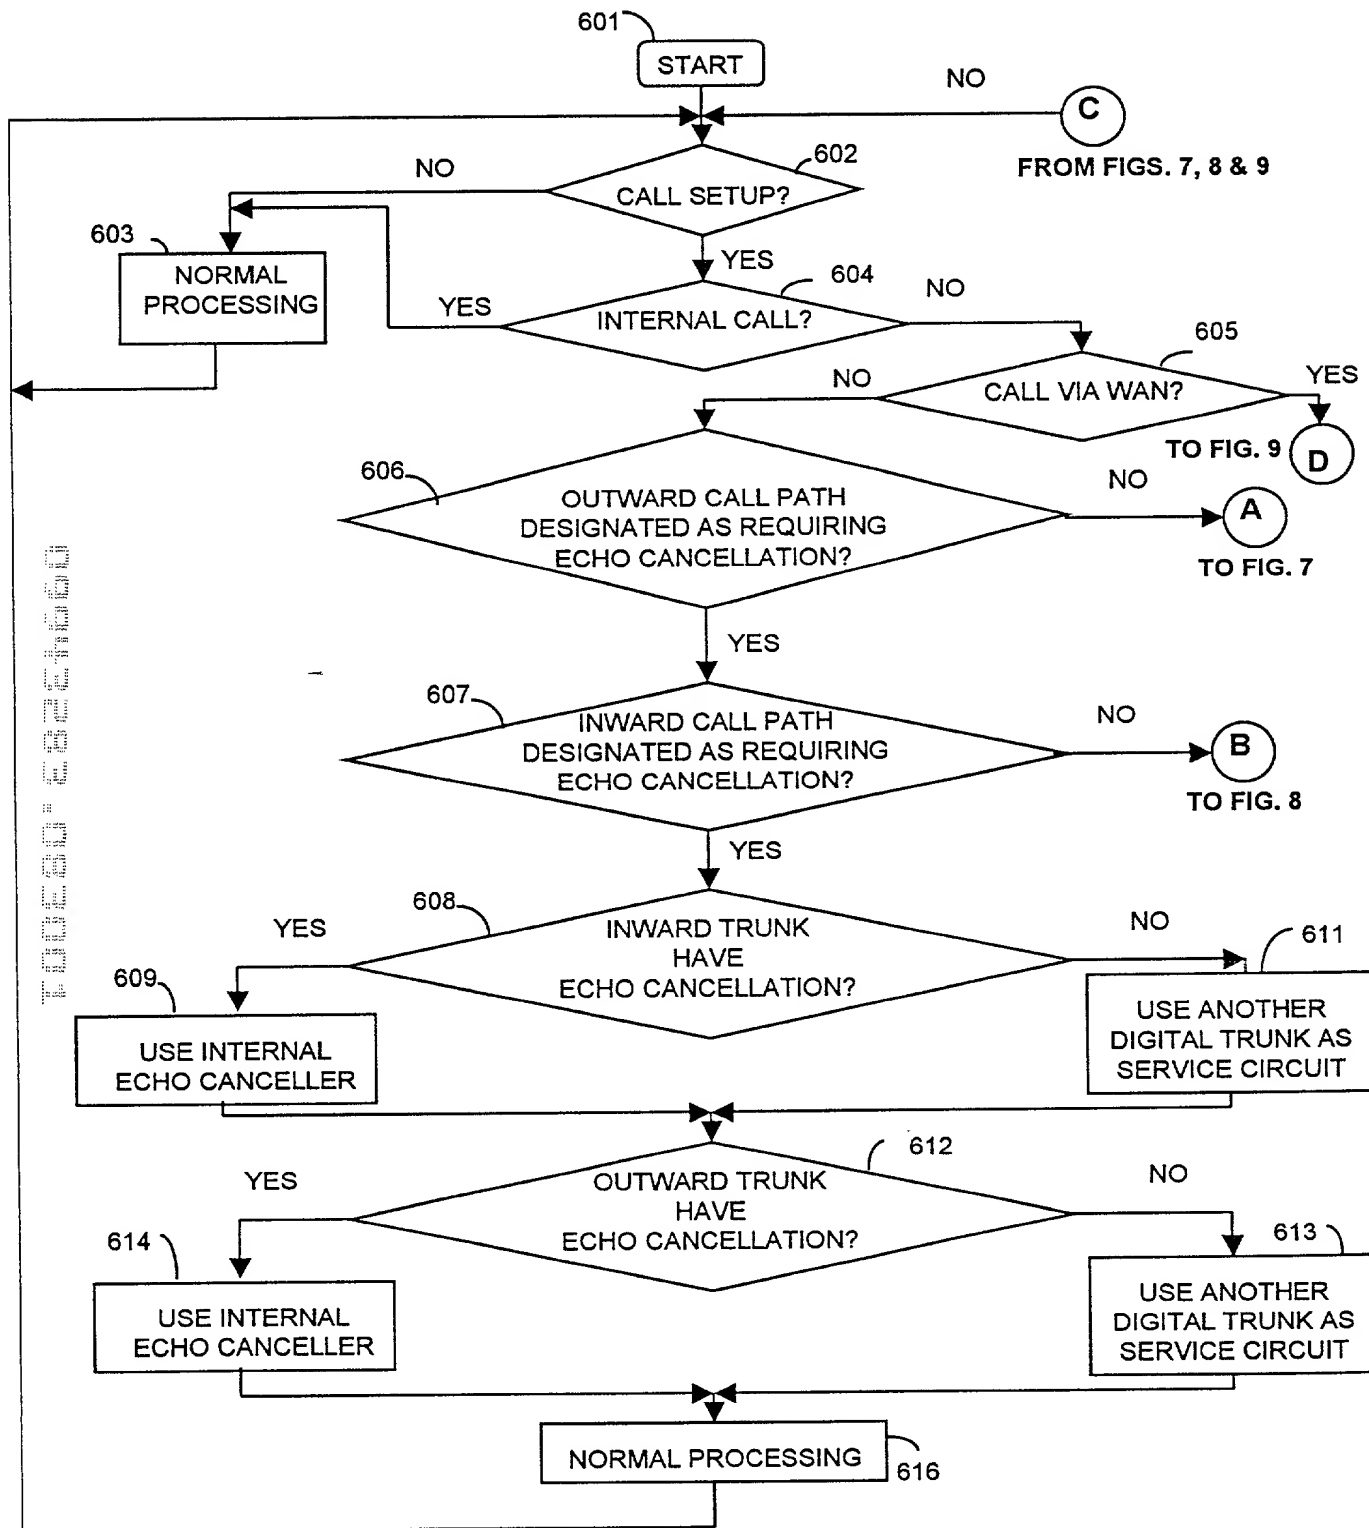 601
START
NO
C
FROM FIGS. 7, 8 & 9
602
NO
CALL SETUP?
603
NORMAL
PROCESSING
YES
604
YES
INTERNAL CALL?
NO
605
NO
CALL VIA WAN?
YES
TO FIG. 9
D
606
OUTWARD CALL PATH
DESIGNATED AS REQUIRING
ECHO CANCELLATION?
NO
A
TO FIG. 7
YES
607
INWARD CALL PATH
DESIGNATED AS REQUIRING
ECHO CANCELLATION?
NO
B
TO FIG. 8
YES
608
YES
INWARD TRUNK
HAVE
ECHO CANCELLATION?
NO
611
609
USE INTERNAL
ECHO CANCELLER
USE ANOTHER
DIGITAL TRUNK AS
SERVICE CIRCUIT
612
YES
OUTWARD TRUNK
HAVE
ECHO CANCELLATION?
NO
614
613
USE INTERNAL
ECHO CANCELLER
USE ANOTHER
DIGITAL TRUNK AS
SERVICE CIRCUIT
NORMAL PROCESSING
616